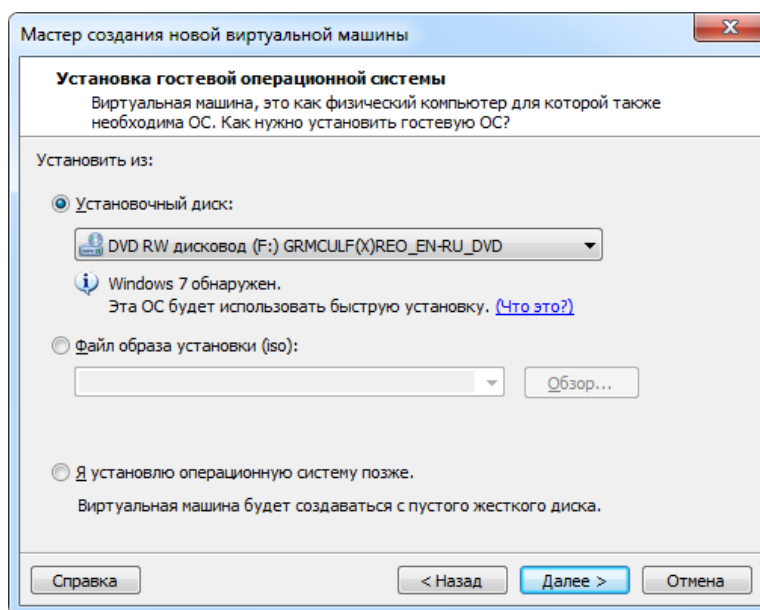 Мастер создания новой виртуальной машины
Установка гостевой операционной системы
Виртуальная машина, это как физический компьютер для которой также
необходима ОС. Как нужно установить гостевую ОС?
Установить из:
Установочный диск:
DVD RW дисковод (F:) GRMCULF(X)REO_EN-RU_DVD
Windows 7 обнаружен.
Эта ОС будет использовать быструю установку. (Что это?)
Файл образа установки (iso):
Обзор...
Я установлю операционную систему позже.
Виртуальная машина будет создаваться с пустого жесткого диска.
Справка < Назад Далее > Отмена